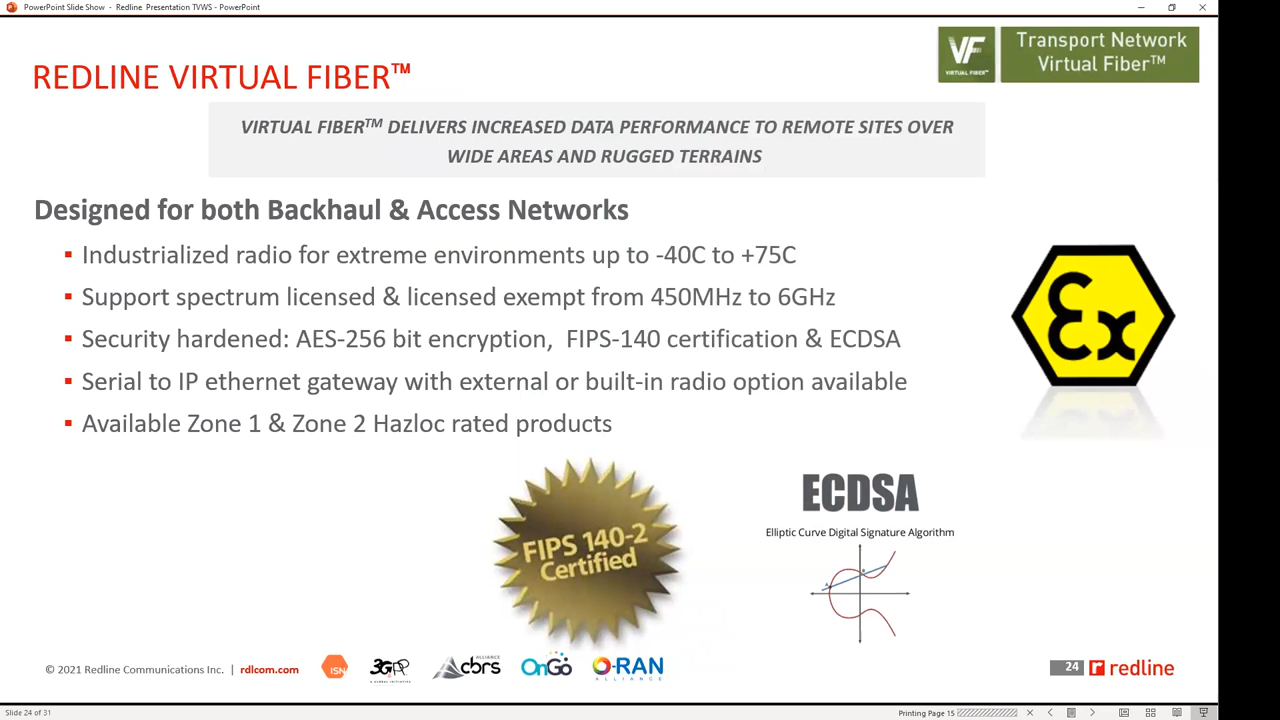 PowerPoint Slide Show - Redline Presentation TVWS - PowerPoint
REDLINE VIRTUAL FIBER™
VF
VIRTUAL FIBER™
Transport Network
Virtual Fiber™
VIRTUAL FIBER™ DELIVERS INCREASED DATA PERFORMANCE TO REMOTE SITES OVER
WIDE AREAS AND RUGGED TERRAINS
Designed for both Backhaul & Access Networks
▪ Industrialized radio for extreme environments up to -40C to +75C
▪ Support spectrum licensed & licensed exempt from 450MHz to 6GHz
▪ Security hardened: AES-256 bit encryption, FIPS-140 certification & ECDSA
▪ Serial to IP ethernet gateway with external or built-in radio option available
▪ Available Zone 1 & Zone 2 Hazloc rated products
Ex
FIPS 140-2
Certified
ECDSA
Elliptic Curve Digital Signature Algorithm
© 2021 Redline Communications Inc. | rdlcom.com
ISN
3GPP
A GLOBAL INITIATIVE
cbrs
ALLIANCE
OnGo
O-RAN
ALLIANCE
24
redline
Slide 24 of 31
Printing Page 15